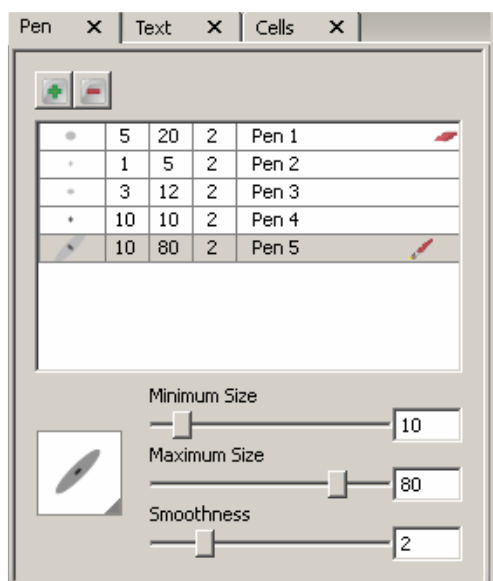 Pen X Text X Cells X
5 20 2 Pen 1
1 5 2 Pen 2
3 12 2 Pen 3
10 10 2 Pen 4
10 80 2 Pen 5
Minimum Size
10
Maximum Size
80
Smoothness
2